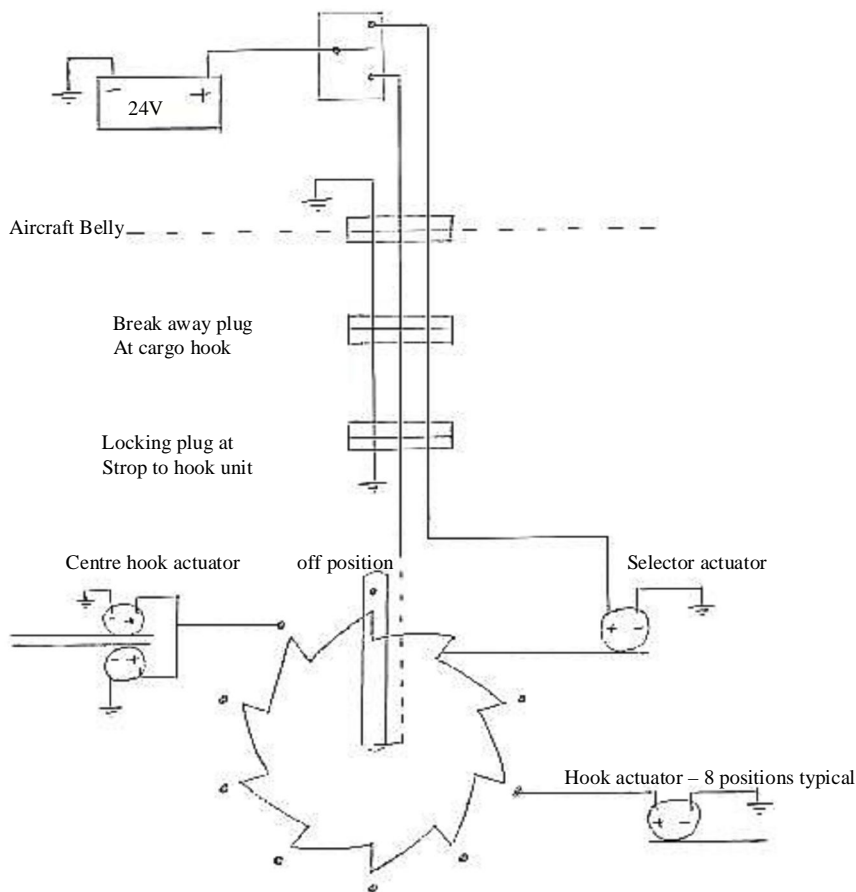 - +
24V
Aircraft Belly
Break away plug
At cargo hook
Locking plug at
Strop to hook unit
Centre hook actuator
off position
Selector actuator
- +
- +
+ -
Hook actuator – 8 positions typical
+ -